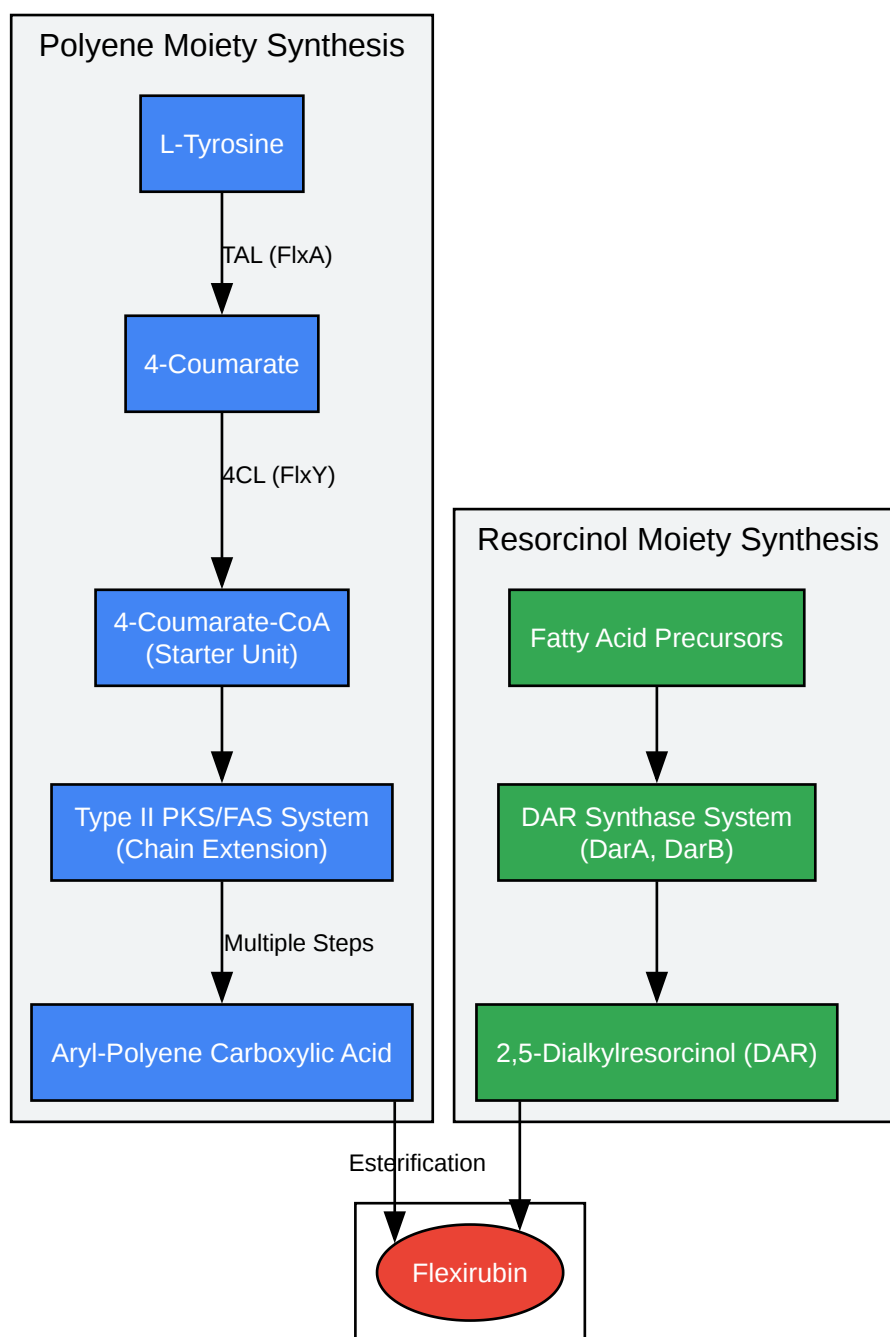 Polyene Moiety Synthesis
L-Tyrosine
TAL (FlxA)
4-Coumarate
4CL (FlxY)
4-Coumarate-CoA
(Starter Unit)
Type II PKS/FAS System
(Chain Extension)
Multiple Steps
Aryl-Polyene Carboxylic Acid
Resorcinol Moiety Synthesis
Fatty Acid Precursors
DAR Synthase System
(DarA, DarB)
2,5-Dialkylresorcinol (DAR)
Esterification
Flexirubin